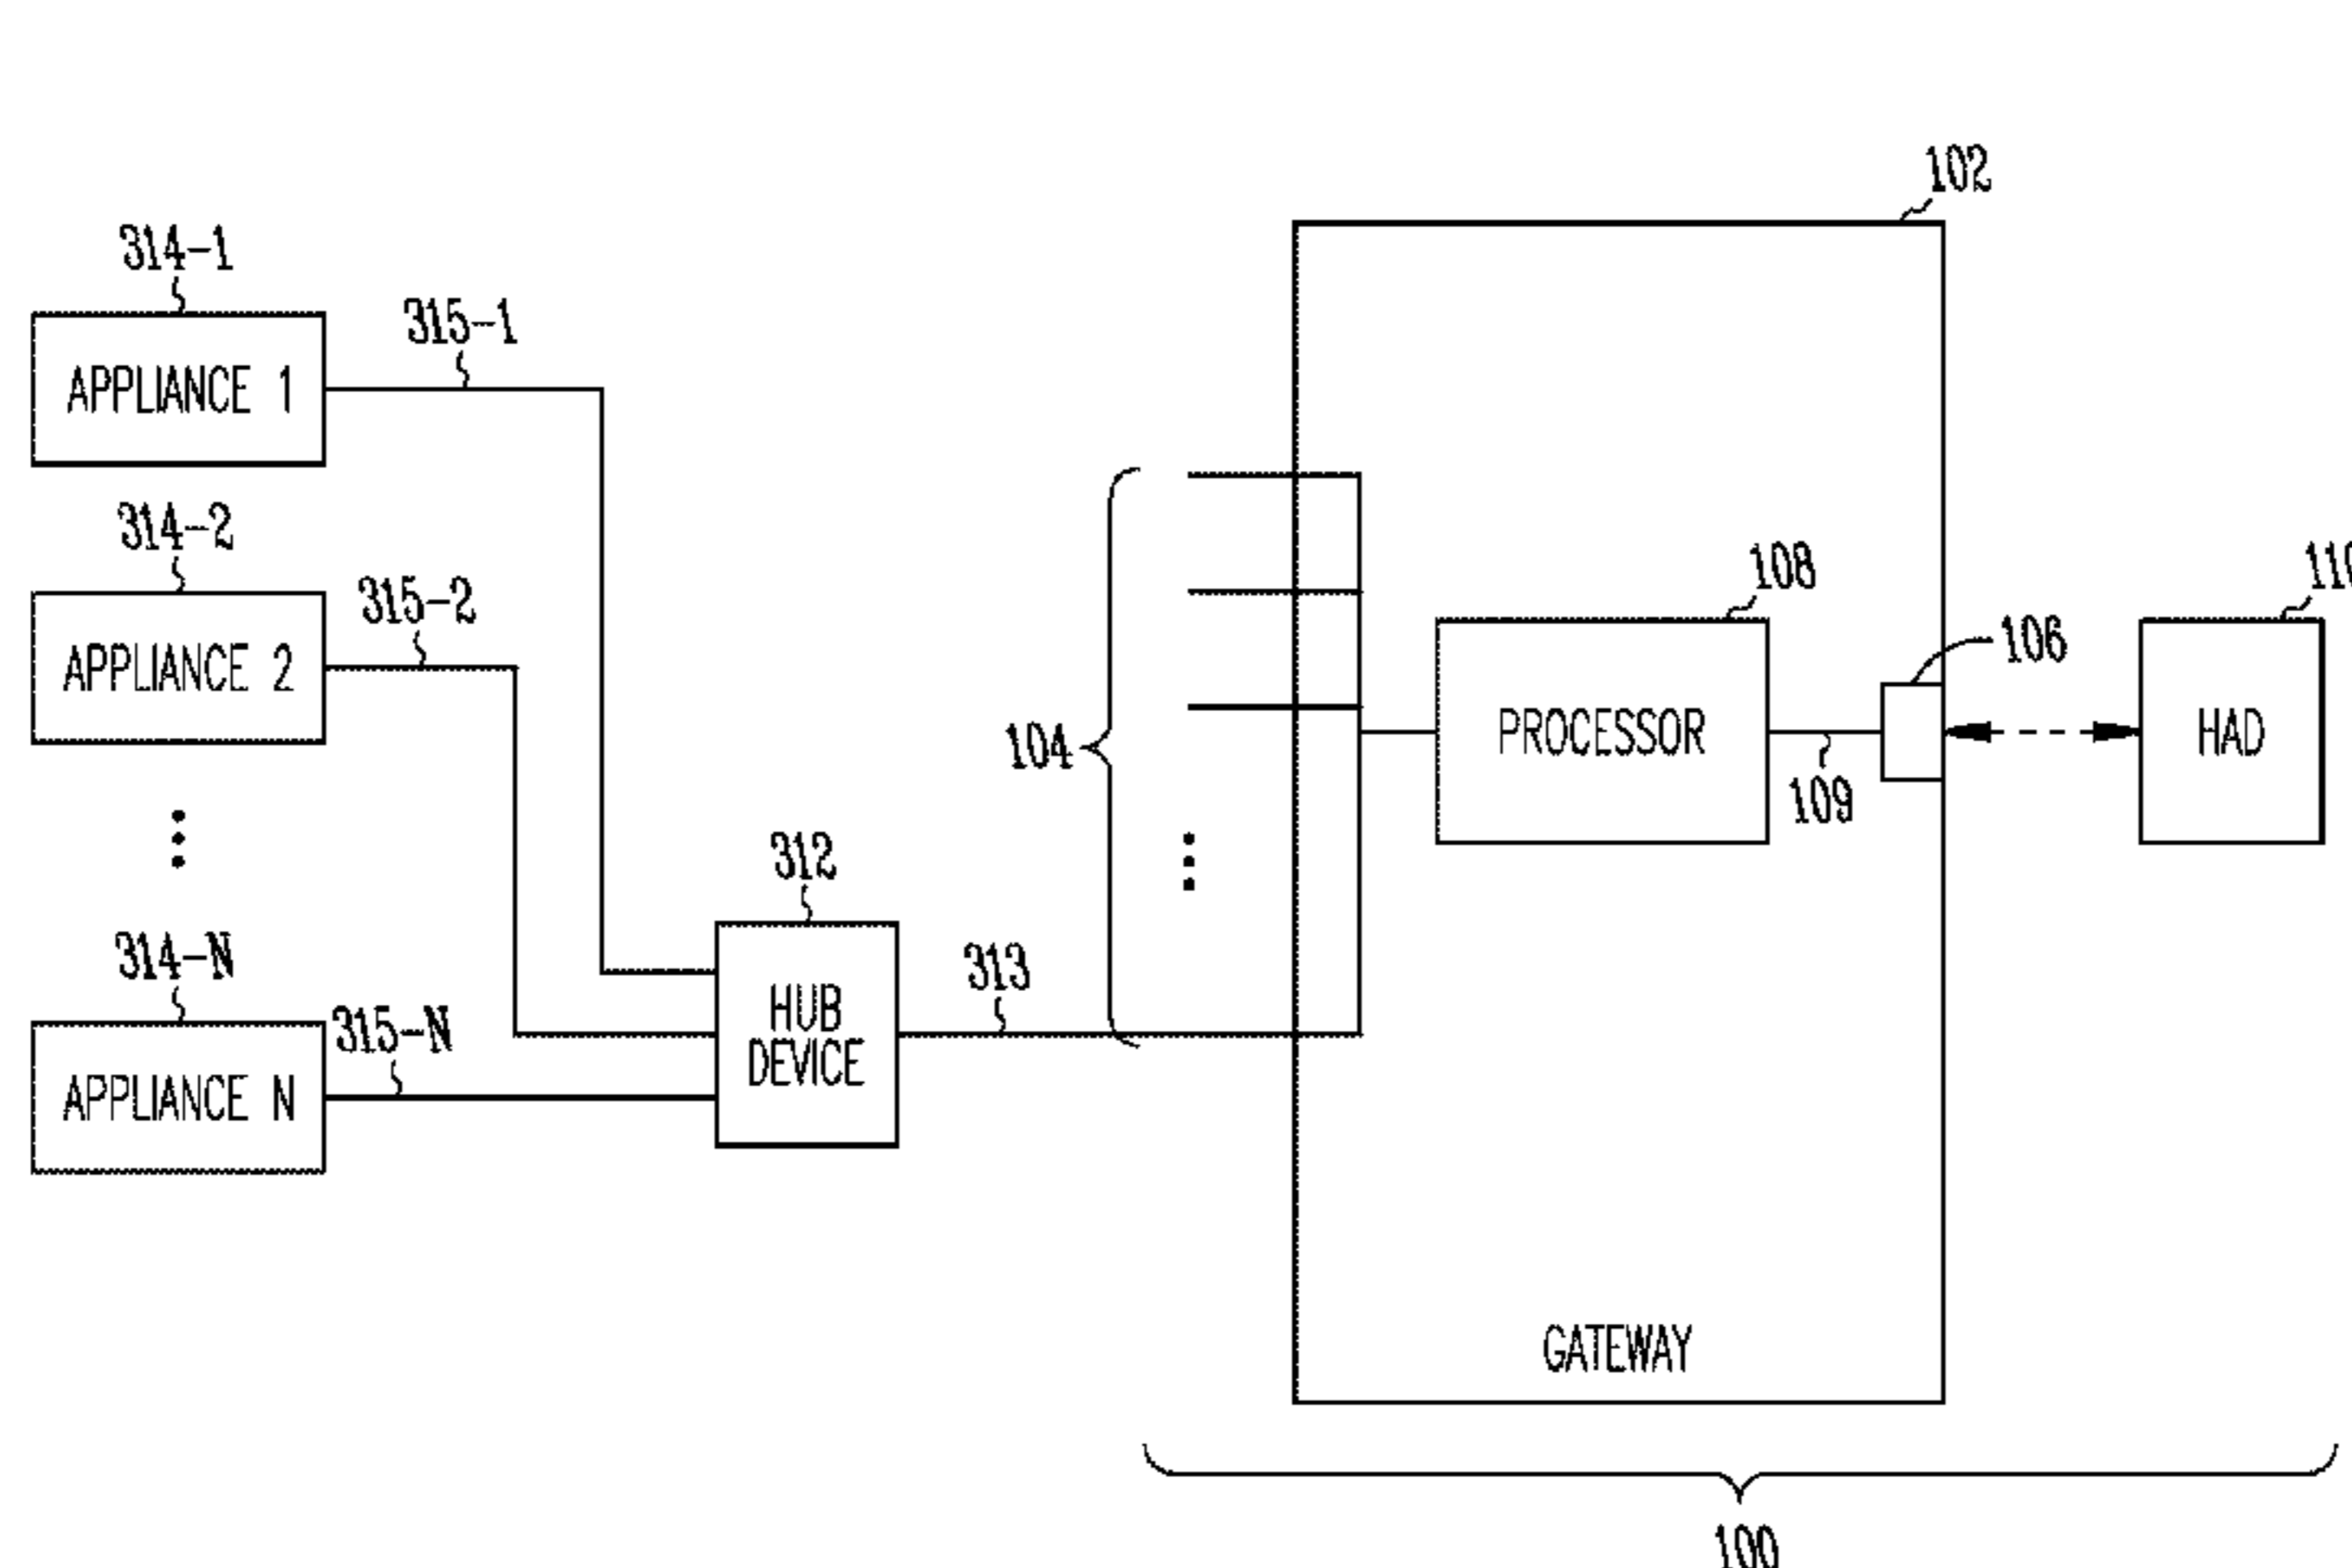 102
314-1
315-1
APPLIANCE 1
314-2
315-2
108
110
106
APPLIANCE 2
104
PROCESSOR
HAD
109
312
314-N
313
315-N
HUB
DEVICE
APPLIANCE N
GATEWAY
100